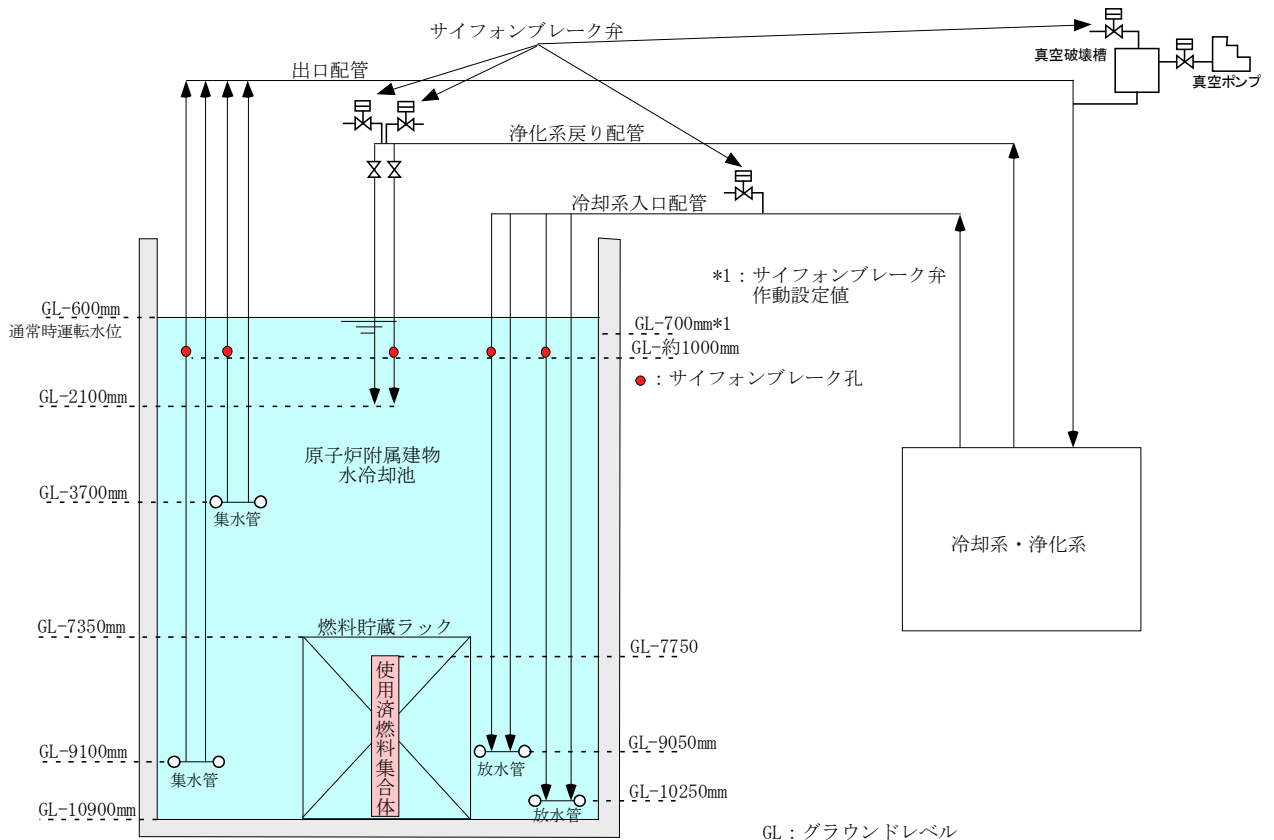 サイフォンブレーク弁
真空破壊槽
真空ポンプ
出口配管
浄化系戻り配管
冷却系入口配管
*1：サイフォンブレーク弁
作動設定値
GL-600mm
通常時運転水位
GL-700mm*1
GL-約1000mm
：サイフォンブレーク孔
GL-2100mm
原子炉附属建物
水冷却池
GL-3700mm
集水管
冷却系・浄化系
GL-7350mm
燃料貯蔵ラック
GL-7750
使用済燃料集合体
GL-9100mm
集水管
放水管
GL-9050mm
GL-10250mm
放水管
GL-10900mm
GL：グラウンドレベル